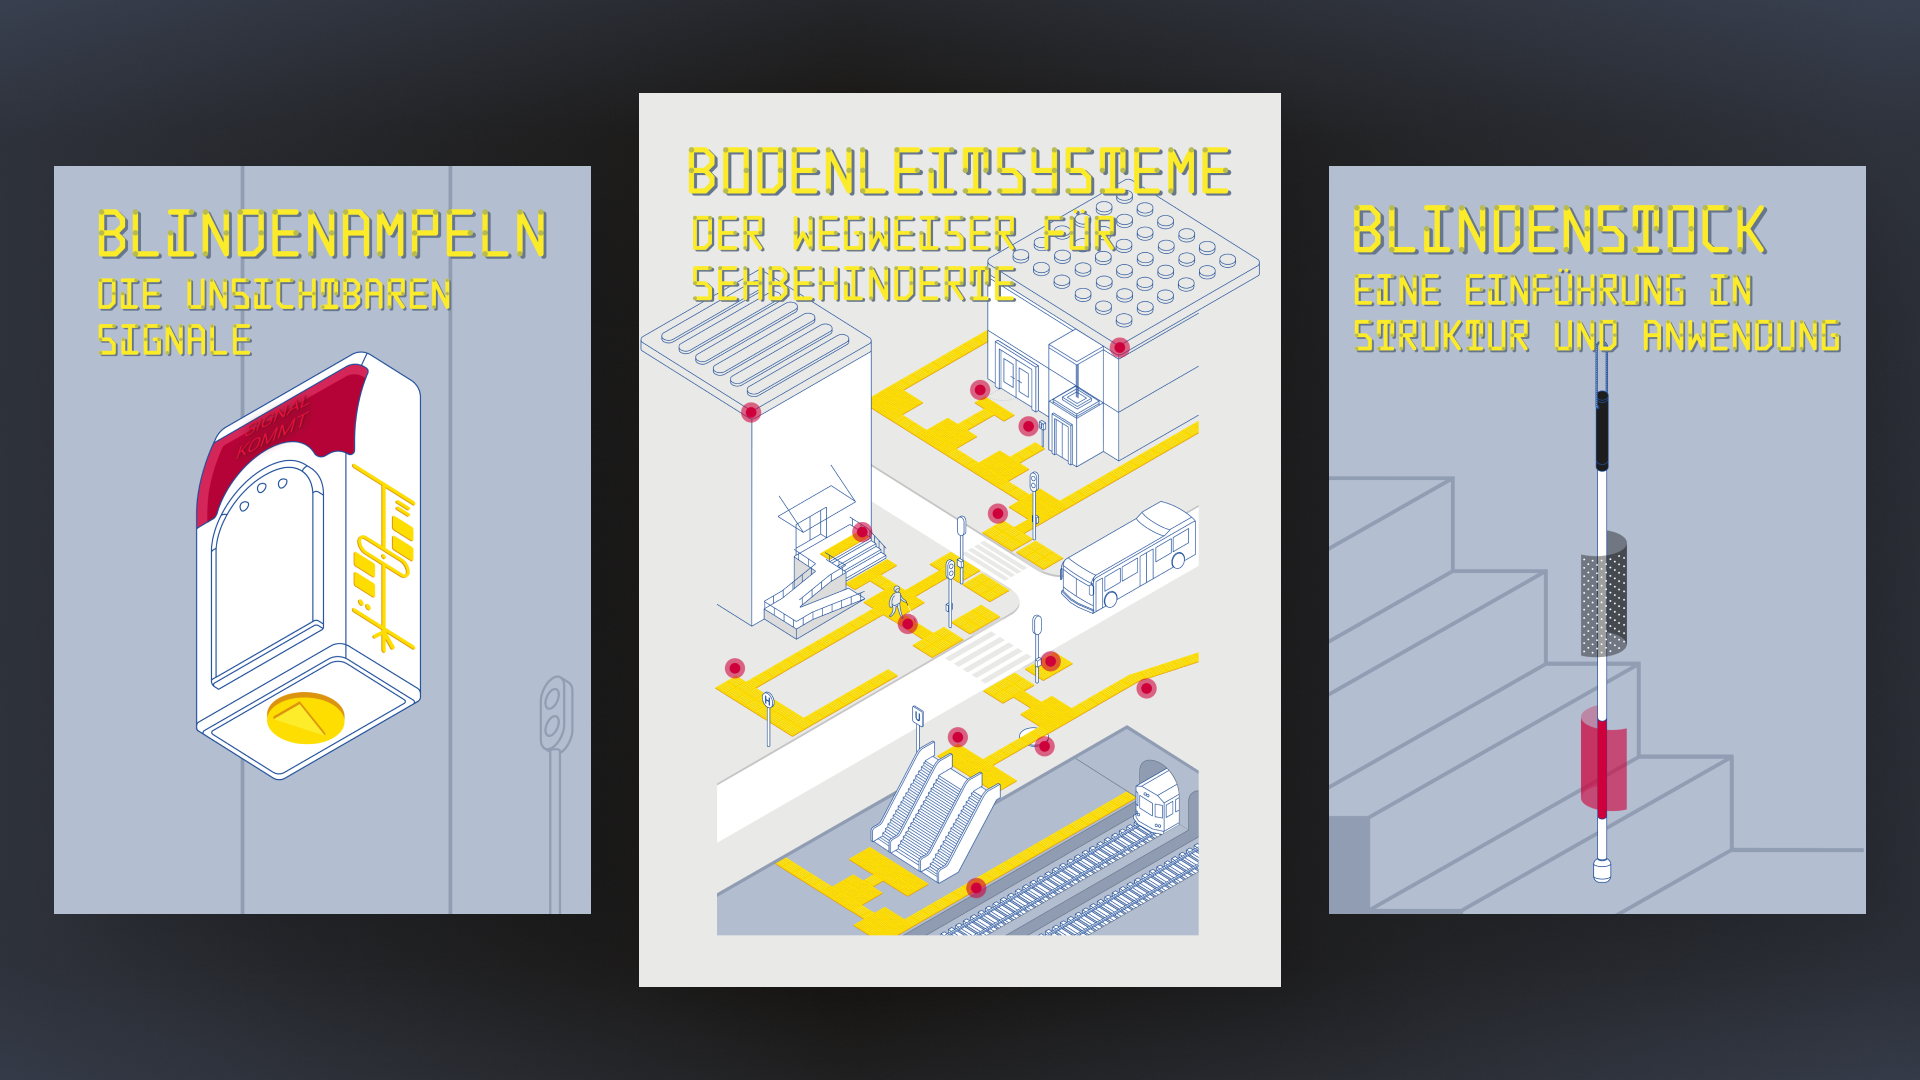 BLINDENAMPELN
DIE UNSICHTBAREN
SIGNALE
SIGNAL
KOMMT
BODENLEITSYSTEME
DER WEGWEISER FÜR
SEHBEHINDERTE
H
U
BLINDENSTOCK
EINE EINFÜHRUNG IN
STRUKTUR UND ANWENDUNG